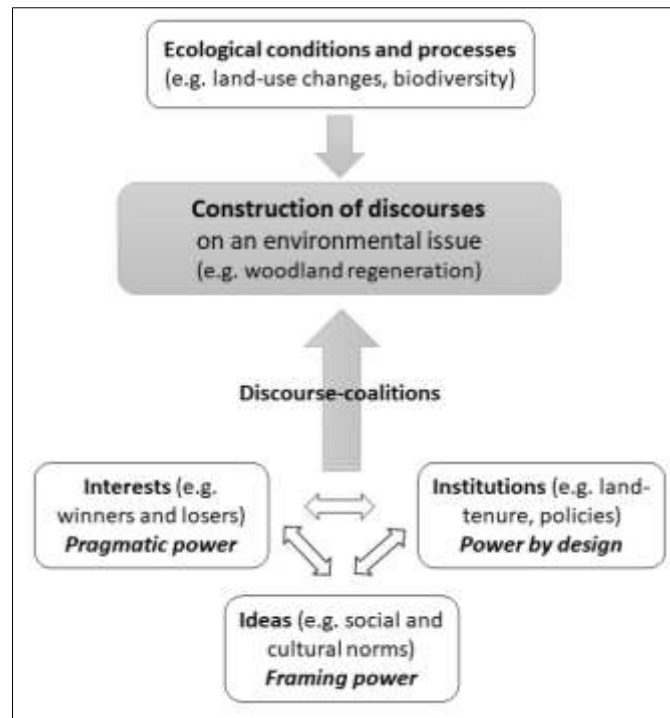 Ecological conditions and processes
(e.g. land-use changes, biodiversity)
Construction of discourses
on an environmental issue
(e.g. woodland regeneration)
Discourse-coalitions
Interests (e.g.
winners and losers)
Pragmatic power
Institutions (e.g. land-
tenure, policies)
Power by design
Ideas (e.g. social and
cultural norms)
Framing power